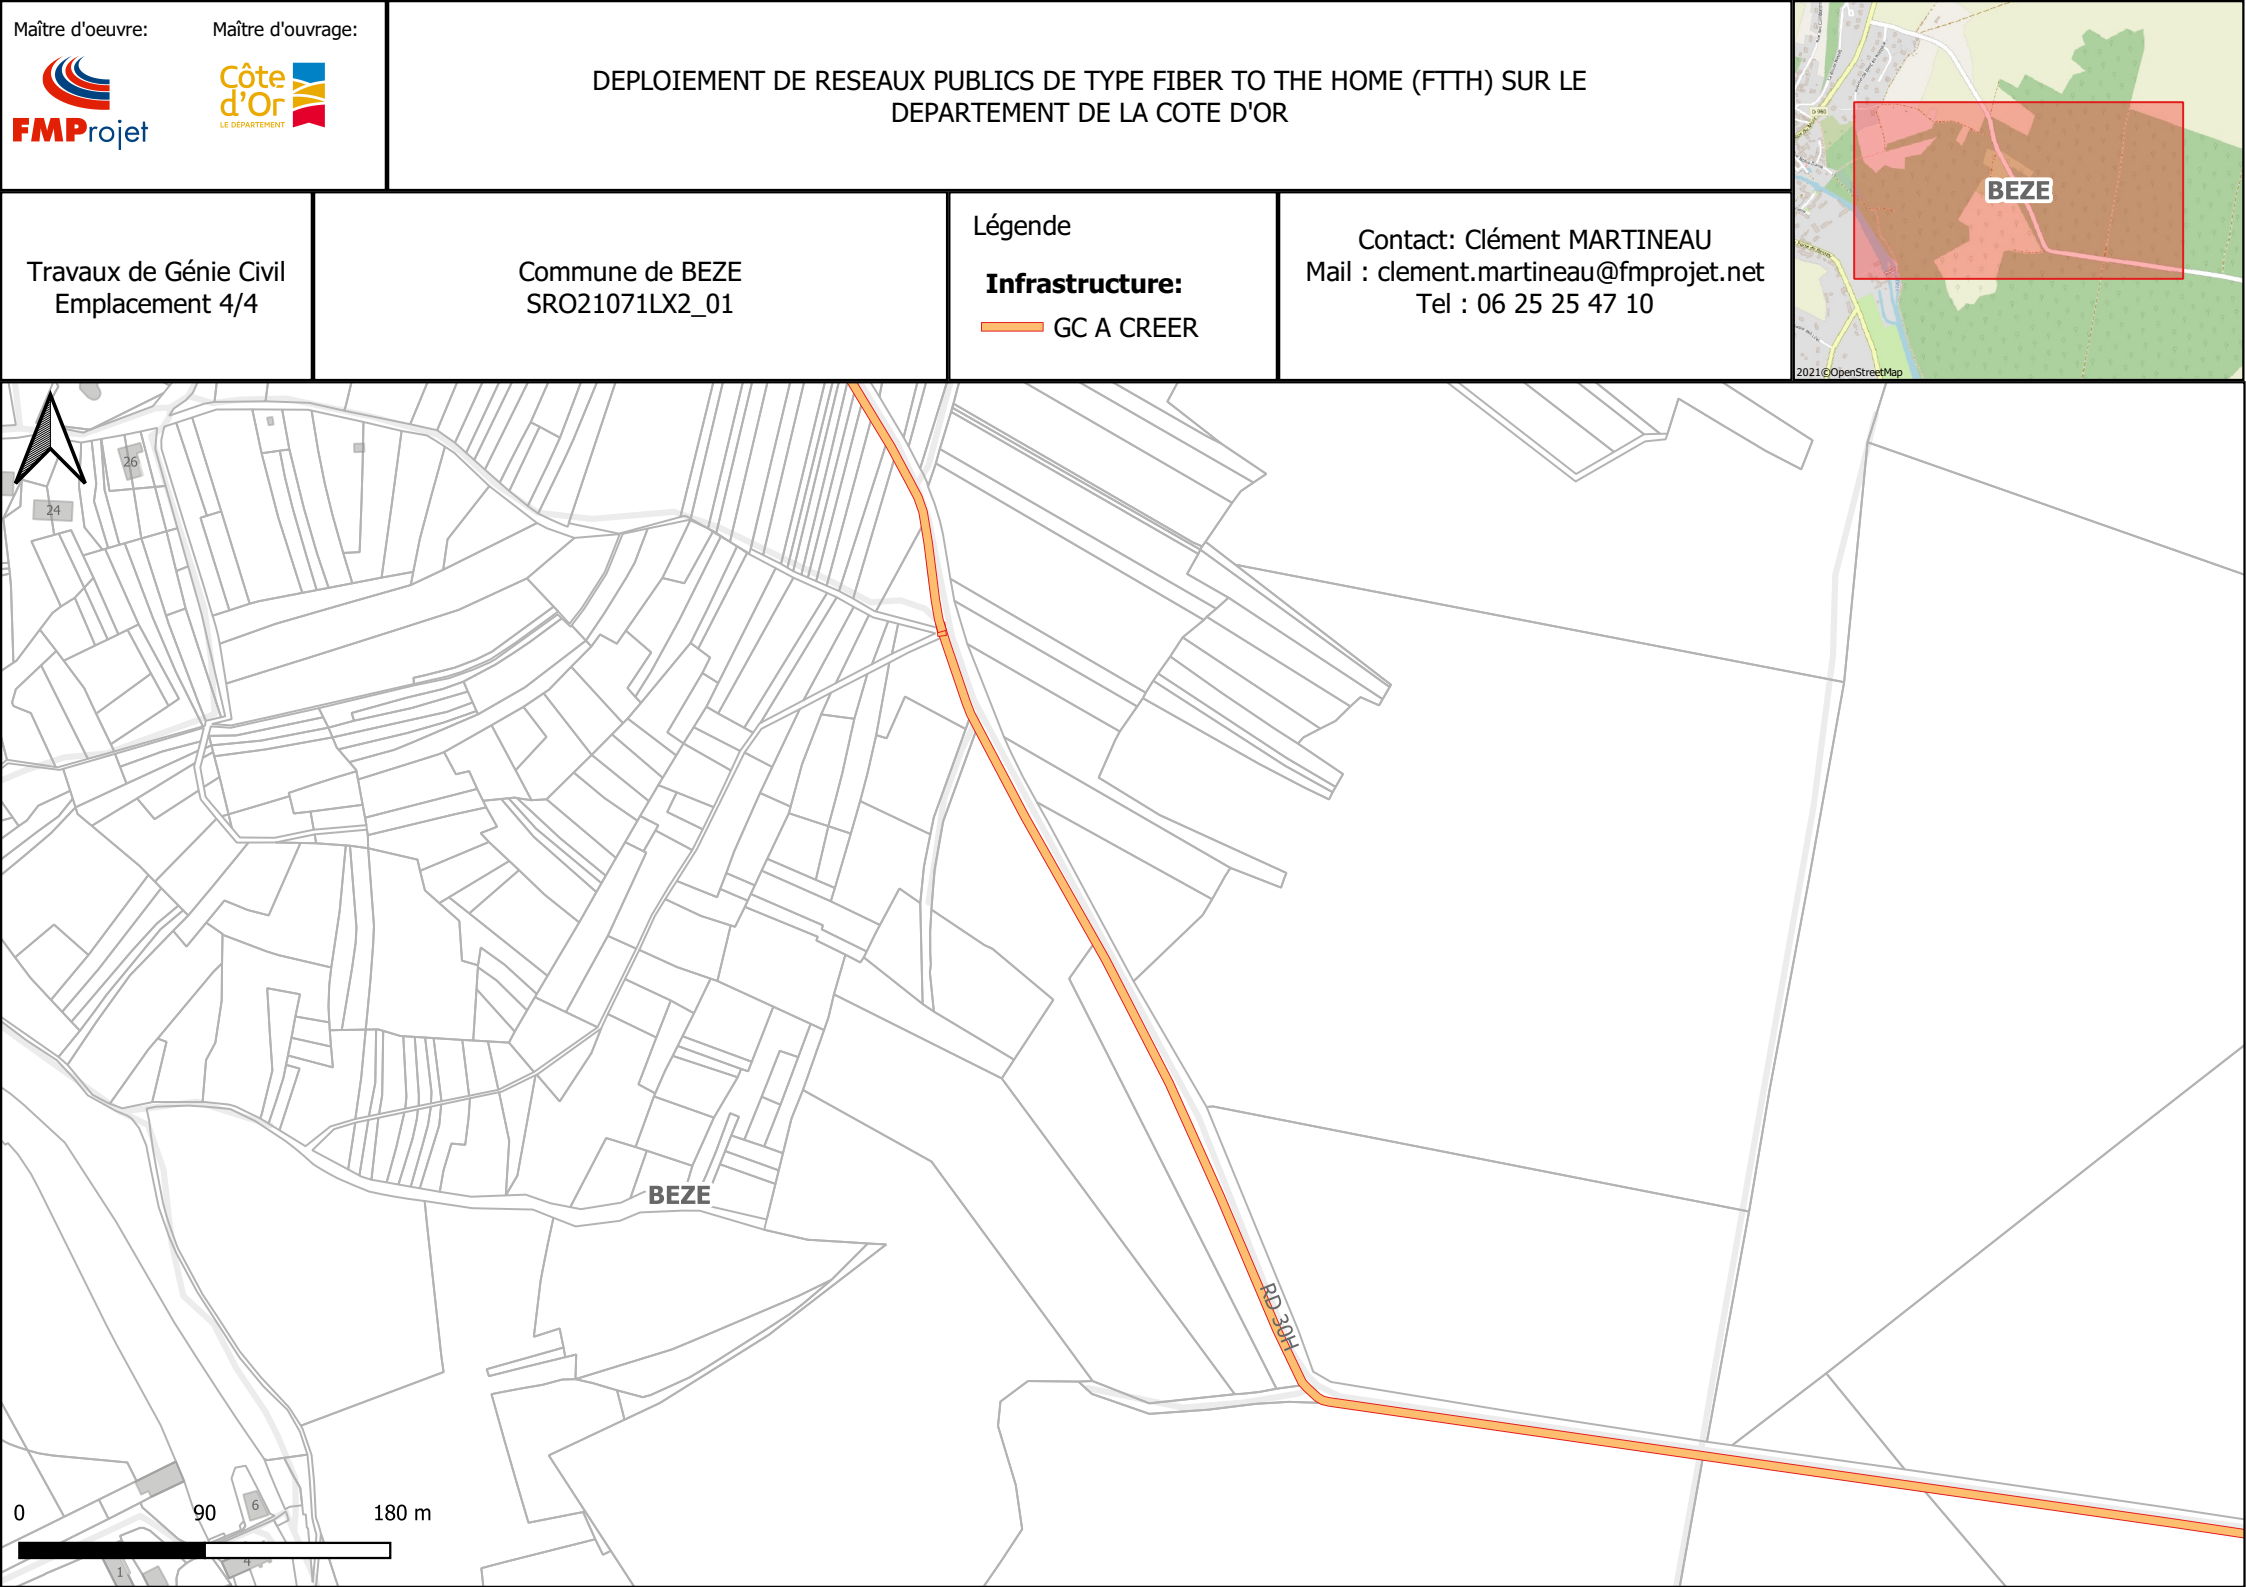 Maître d'oeuvre:
Maître d'ouvrage:
FMProjet
Côte
d'Or
LE DÉPARTEMENT
DEPLOIEMENT DE RESEAUX PUBLICS DE TYPE FIBER TO THE HOME (FTTH) SUR LE
DEPARTEMENT DE LA COTE D'OR
Travaux de Génie Civil
Emplacement 4/4
Commune de BEZE
SRO21071LX2_01
Légende
Infrastructure:
GC A CREER
Contact: Clément MARTINEAU
Mail : clement.martineau@fmprojet.net
Tel : 06 25 25 47 10
D 960
BEZE
2021©OpenStreetMap
26
24
BEZE
RD 30H
0
90
180 m
6
4
1